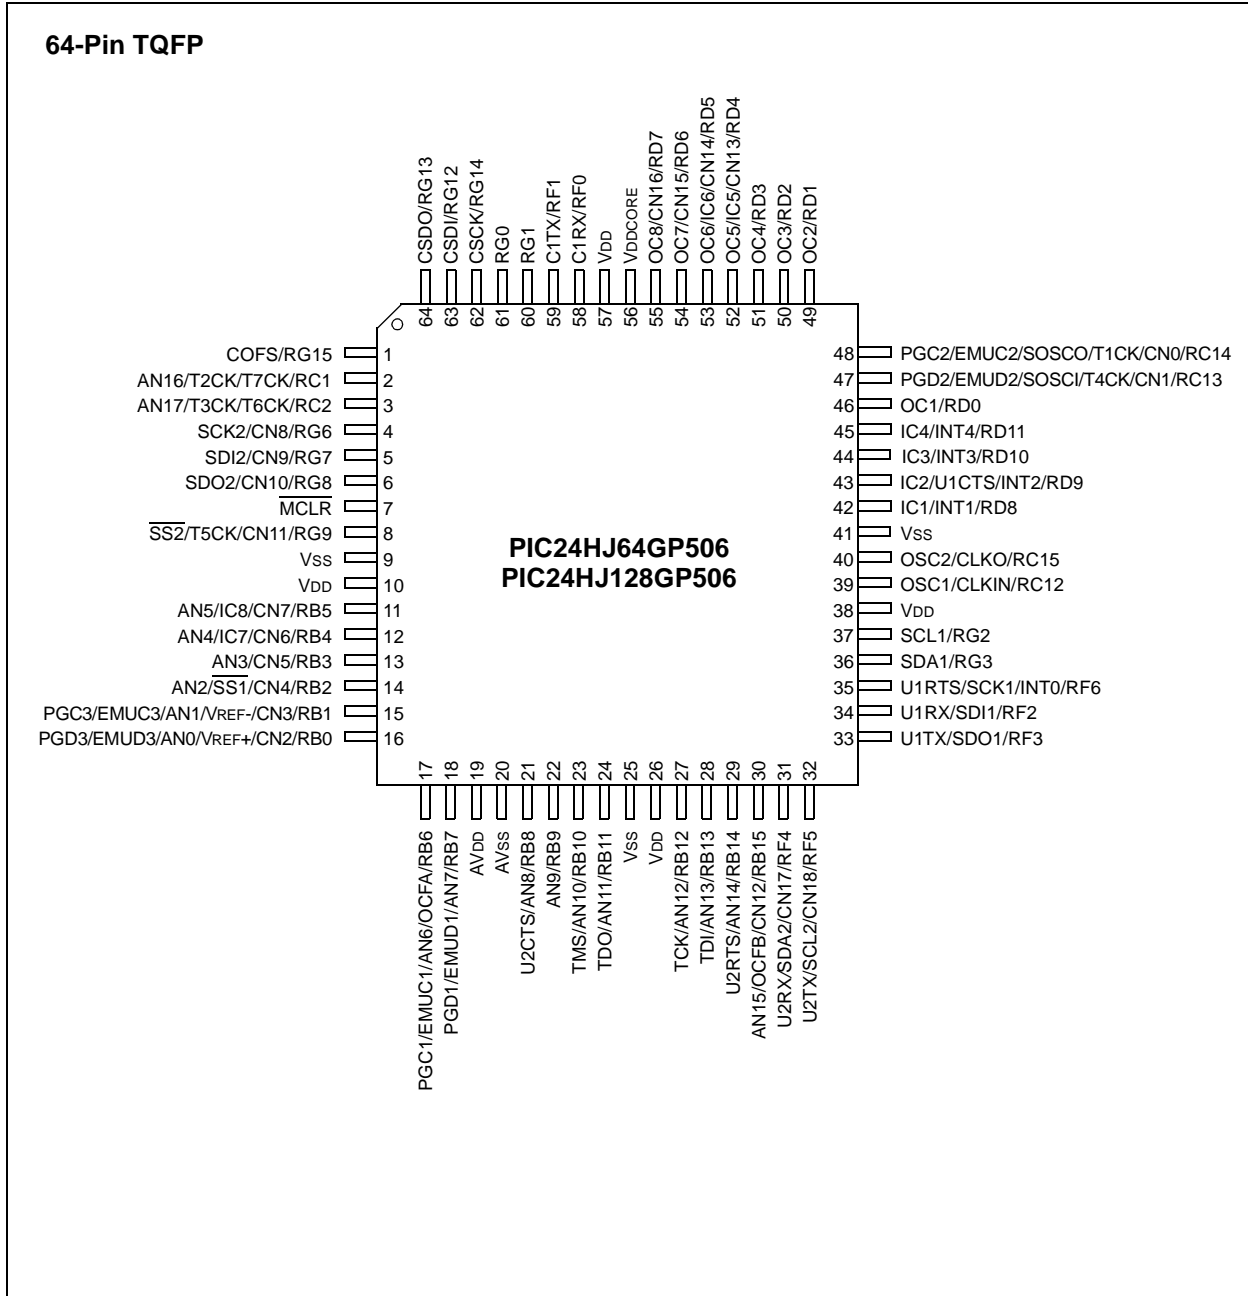 64-Pin TQFP
CSDO/RG13
CSDI/RG12
CSCK/RG14
RG0
RG1
C1TX/RF1
C1RX/RF0
VDD
VDDCORE
OC8/CN16/RD7
OC7/CN15/RD6
OC6/IC6/CN14/RD5
OC5/IC5/CN13/RD4
OC4/RD3
OC3/RD2
OC2/RD1
64 63 62 61 60 59 58 57 56 55 54 53 52 51 50 49
COFS/RG15 1
AN16/T2CK/T7CK/RC1 2
AN17/T3CK/T6CK/RC2 3
SCK2/CN8/RG6 4
SDI2/CN9/RG7 5
SDO2/CN10/RG8 6
MCLR 7
SS2/T5CK/CN11/RG9 8
VSS 9
VDD 10
AN5/IC8/CN7/RB5 11
AN4/IC7/CN6/RB4 12
AN3/CN5/RB3 13
AN2/SS1/CN4/RB2 14
PGC3/EMUC3/AN1/VREF-/CN3/RB1 15
PGD3/EMUD3/AN0/VREF+/CN2/RB0 16
PIC24HJ64GP506
PIC24HJ128GP506
48 PGC2/EMUC2/SOSCO/T1CK/CN0/RC14
47 PGD2/EMUD2/SOSCI/T4CK/CN1/RC13
46 OC1/RD0
45 IC4/INT4/RD11
44 IC3/INT3/RD10
43 IC2/U1CTS/INT2/RD9
42 IC1/INT1/RD8
41 VSS
40 OSC2/CLKO/RC15
39 OSC1/CLKIN/RC12
38 VDD
37 SCL1/RG2
36 SDA1/RG3
35 U1RTS/SCK1/INT0/RF6
34 U1RX/SDI1/RF2
33 U1TX/SDO1/RF3
17 18 19 20 21 22 23 24 25 26 27 28 29 30 31 32
PGC1/EMUC1/AN6/OCFA/RB6
PGD1/EMUD1/AN7/RB7
AVDD
AVSS
U2CTS/AN8/RB8
AN9/RB9
TMS/AN10/RB10
TDO/AN11/RB11
VSS
VDD
TCK/AN12/RB12
TDI/AN13/RB13
U2RTS/AN14/RB14
AN15/OCFB/CN12/RB15
U2RX/SDA2/CN17/RF4
U2TX/SCL2/CN18/RF5